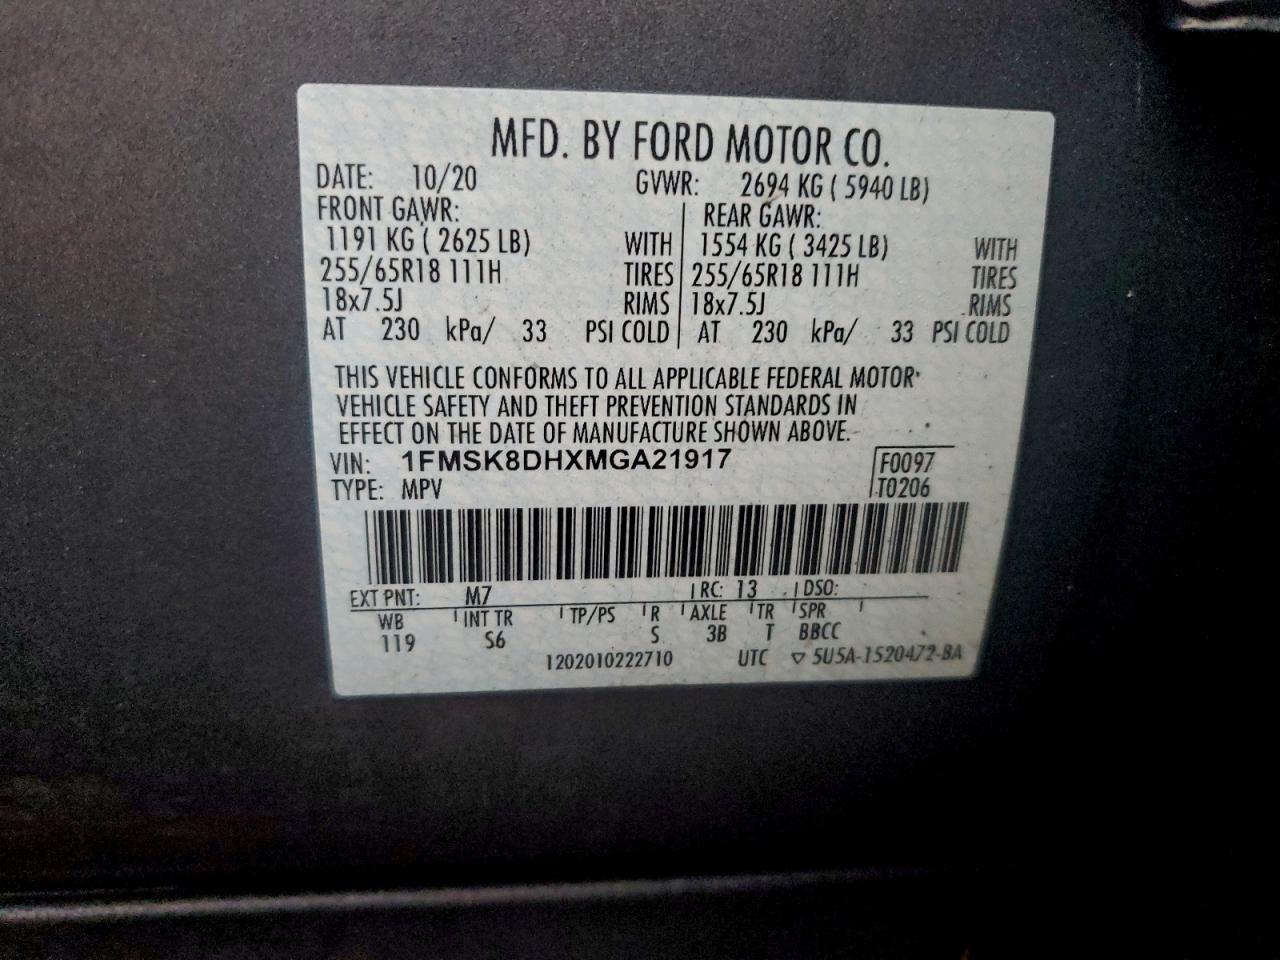 MFD. BY FORD MOTOR CO.
DATE: 10/20 GVWR: 2694 KG ( 5940 LB)
FRONT GAWR: REAR GAWR:
1191 KG ( 2625 LB) WITH 1554 KG ( 3425 LB) WITH
255/65R18 111H TIRES 255/65R18 111H TIRES
18x7.5J RIMS 18x7.5J RIMS
AT 230 kPa/ 33 PSI COLD AT 230 kPa/ 33 PSI COLD
THIS VEHICLE CONFORMS TO ALL APPLICABLE FEDERAL MOTOR
VEHICLE SAFETY AND THEFT PREVENTION STANDARDS IN
EFFECT ON THE DATE OF MANUFACTURE SHOWN ABOVE.
VIN: 1FMSK8DHXMGA21917 F0097
TYPE: MPV T0206
EXT PNT: M7 RC: 13 DSO:
WB INT TR TP/PS R AXLE TR SPR
119 S6 S 3B T BBCC
1202010222710 UTC ▽ 5U5A-1520472-BA